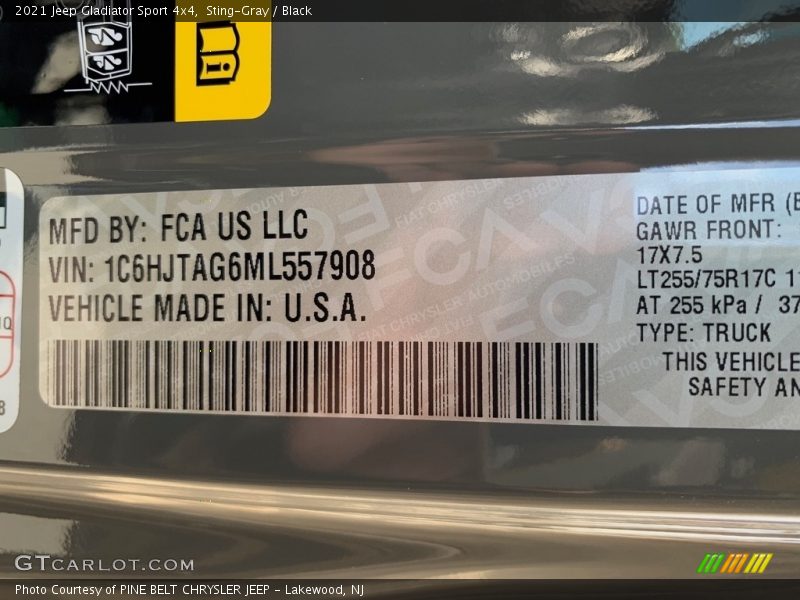 2021 Jeep Gladiator Sport 4x4, Sting-Gray / Black
MFD BY: FCA US LLC
VIN: 1C6HJTAG6ML557908
VEHICLE MADE IN: U.S.A.
DATE OF MFR (
GAWR FRONT:
17X7.5
LT255/75R17C 11
AT 255 kPa / 37
TYPE: TRUCK
THIS VEHICLE
SAFETY AN
GTCARLOT.COM
Photo Courtesy of PINE BELT CHRYSLER JEEP - Lakewood, NJ